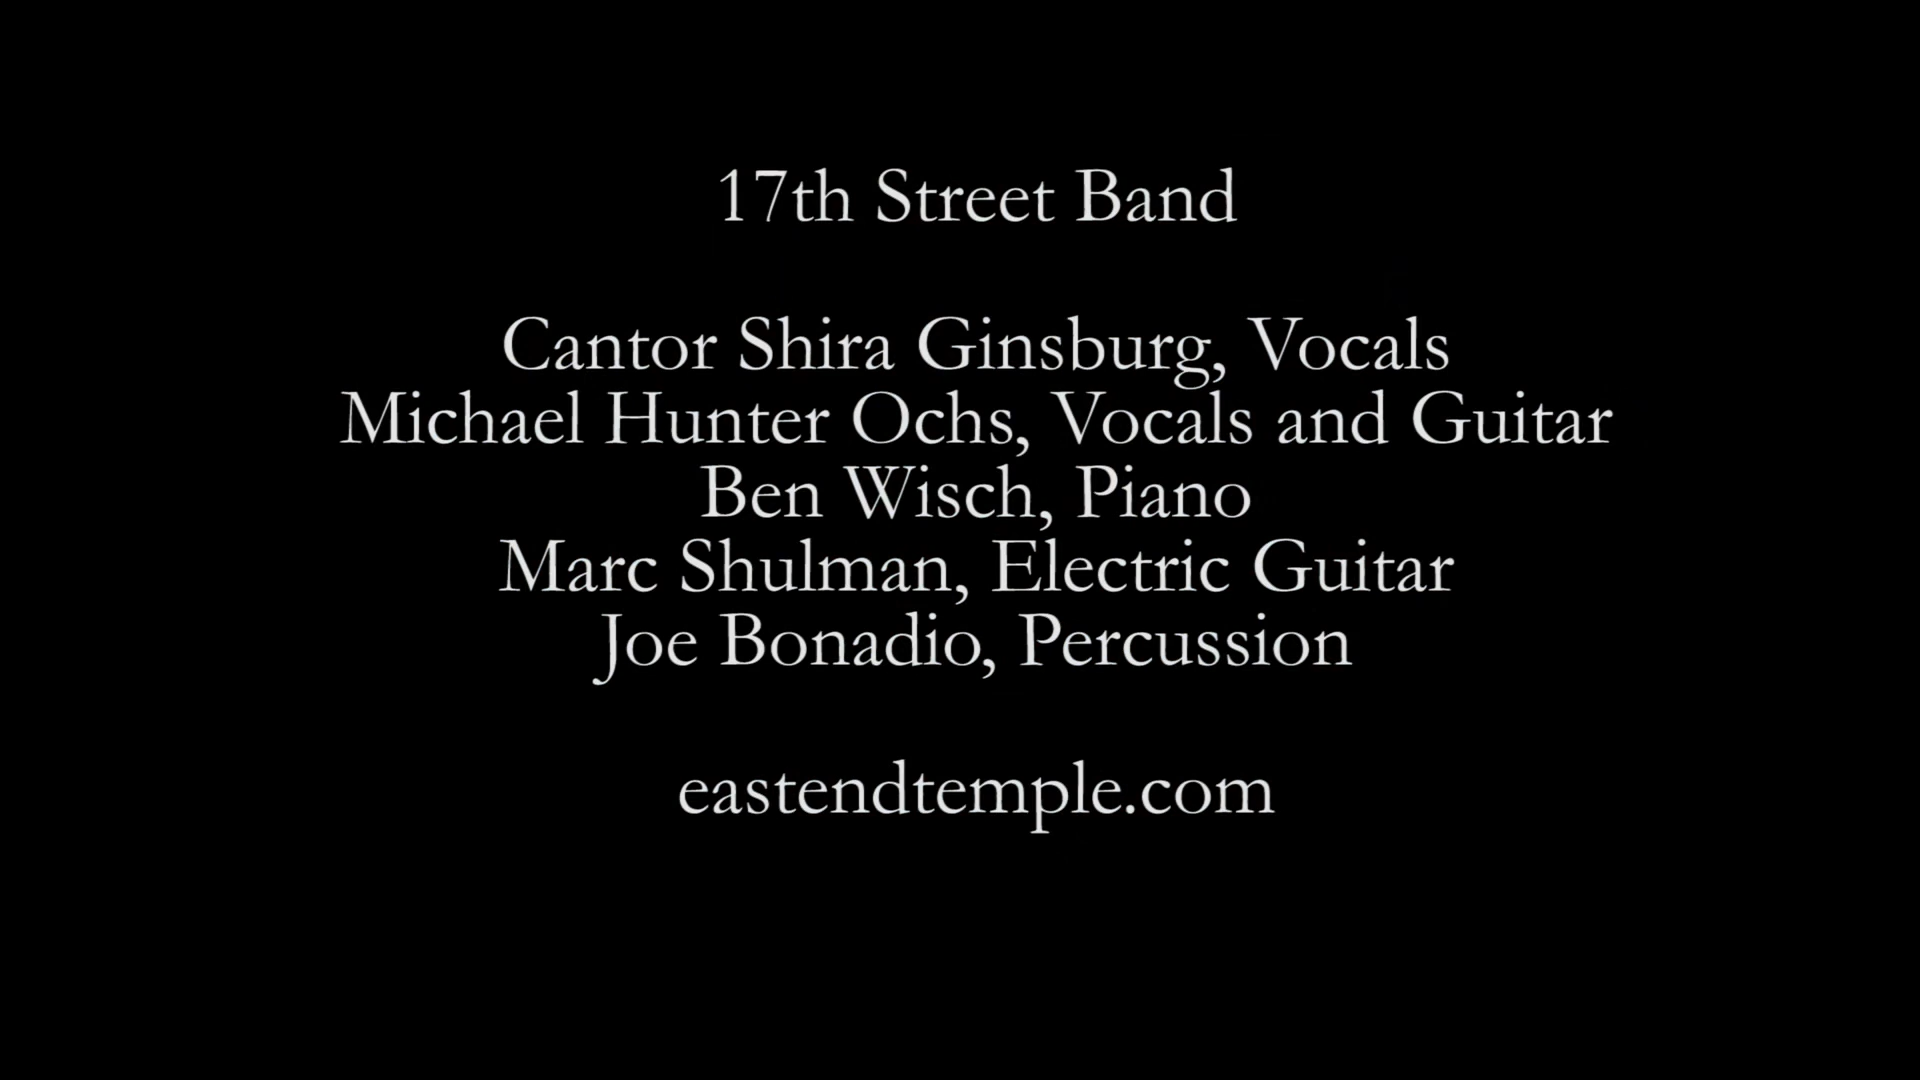 17th Street Band
Cantor Shira Ginsburg, Vocals
Michael Hunter Ochs, Vocals and Guitar
Ben Wisch, Piano
Marc Shulman, Electric Guitar
Joe Bonadio, Percussion
eastendtemple.com